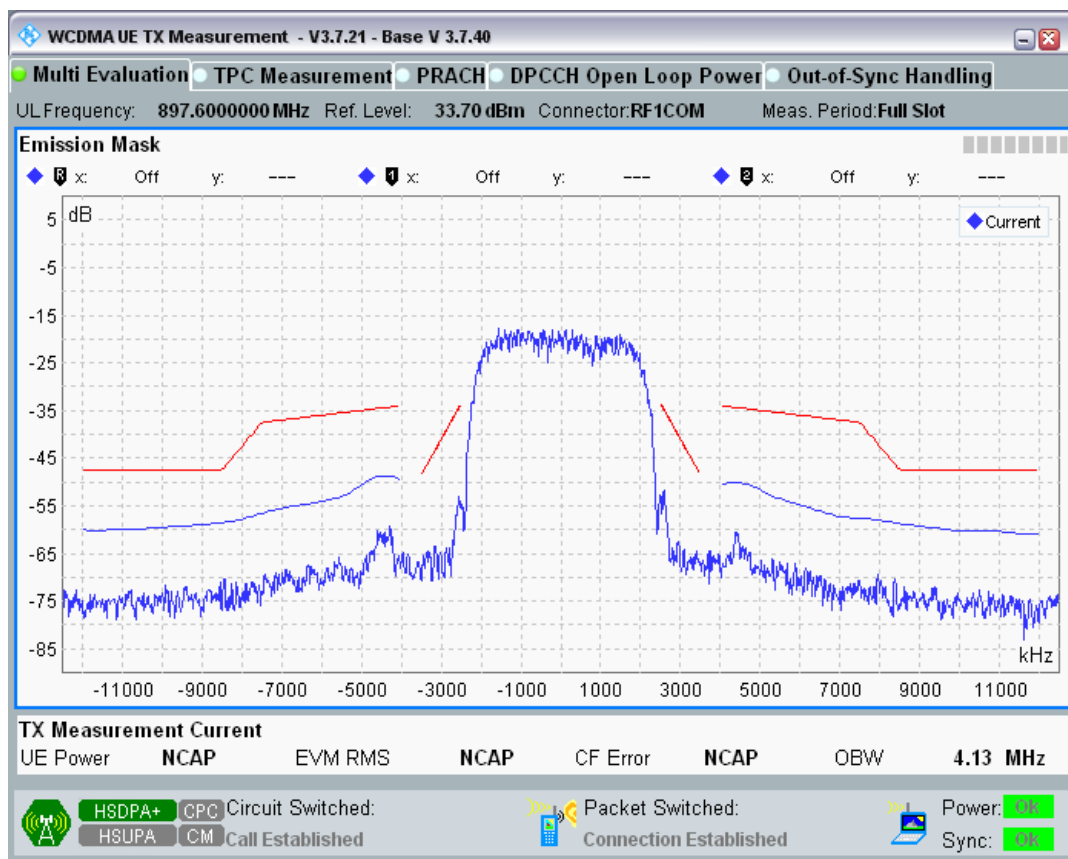 WCDMA UE TX Measurement - V3.7.21 - Base V 3.7.40
Multi Evaluation TPC Measurement PRACH DPCCH Open Loop Power Out-of-Sync Handling
UL Frequency: 897.6000000 MHz Ref. Level: 33.70 dBm Connector:RF1COM Meas. Period:Full Slot
Emission Mask
R x: Off y: --- 1 x: Off y: --- 2 x: Off y: ---
dB
Current
5
-5
-15
-25
-35
-45
-55
-65
-75
-85
kHz
-11000 -9000 -7000 -5000 -3000 -1000 1000 3000 5000 7000 9000 11000
TX Measurement Current
UE Power NCAP EVM RMS NCAP CF Error NCAP OBW 4.13 MHz
HSDPA+ CPC Circuit Switched: Packet Switched: Power: Ok
HSUPA CM Call Established Connection Established Sync: Ok